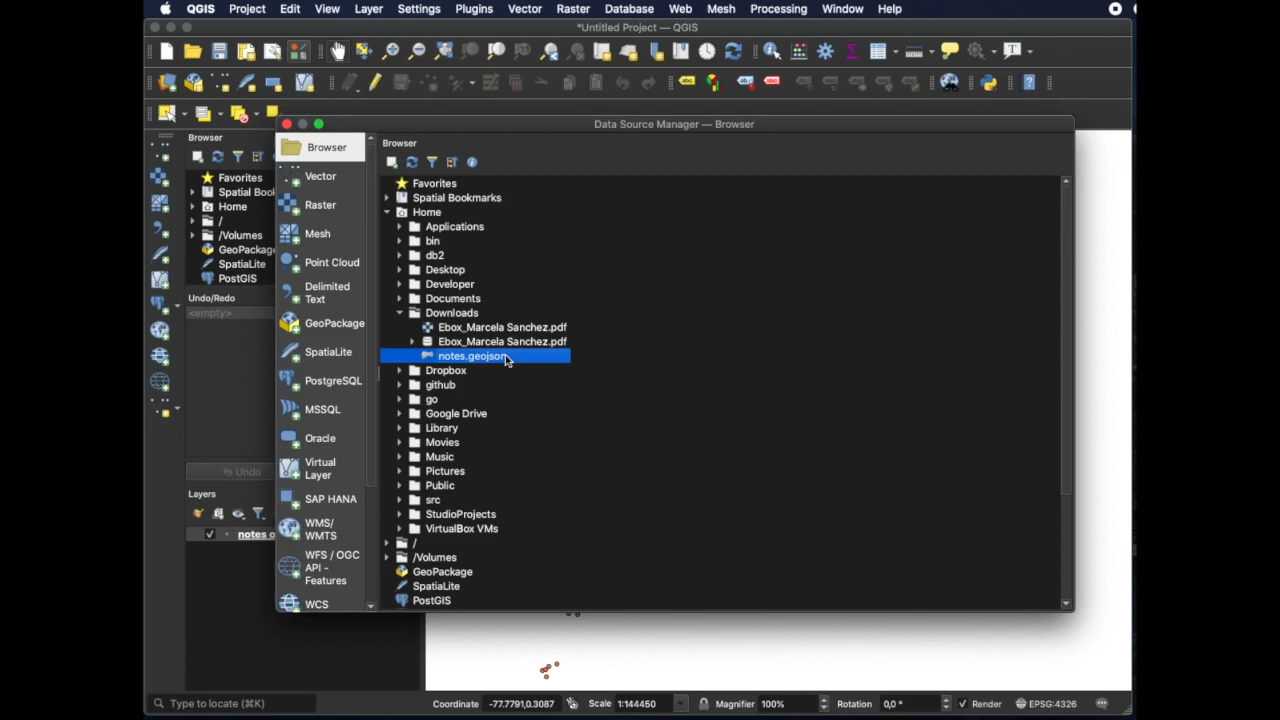 QGIS Project Edit View Layer Settings Plugins Vector Raster Database Web Mesh Processing Window Help
*Untitled Project — QGIS
Data Source Manager — Browser
Browser
Favorites
Spatial Boo
Home
/
/Volumes
GeoPackage
SpatiaLite
PostGIS
Undo/Redo
<empty>
Undo
Layers
notes o
Browser
Vector
Raster
Mesh
Point Cloud
Delimited
Text
GeoPackage
SpatiaLite
PostgreSQL
MSSQL
Oracle
Virtual
Layer
SAP HANA
WMS/
WMTS
WFS / OGC
API -
Features
WCS
Browser
Favorites
Spatial Bookmarks
Home
Applications
bin
db2
Desktop
Developer
Documents
Downloads
Ebox_Marcela Sanchez.pdf
Ebox_Marcela Sanchez.pdf
notes.geojson
Dropbox
github
go
Google Drive
Library
Movies
Music
Pictures
Public
src
StudioProjects
VirtualBox VMs
/
/Volumes
GeoPackage
SpatiaLite
PostGIS
Type to locate (⌘K) Coordinate -77.7791,0.3087 Scale 1:144450 Magnifier 100% Rotation 0,0 ° Render EPSG:4326